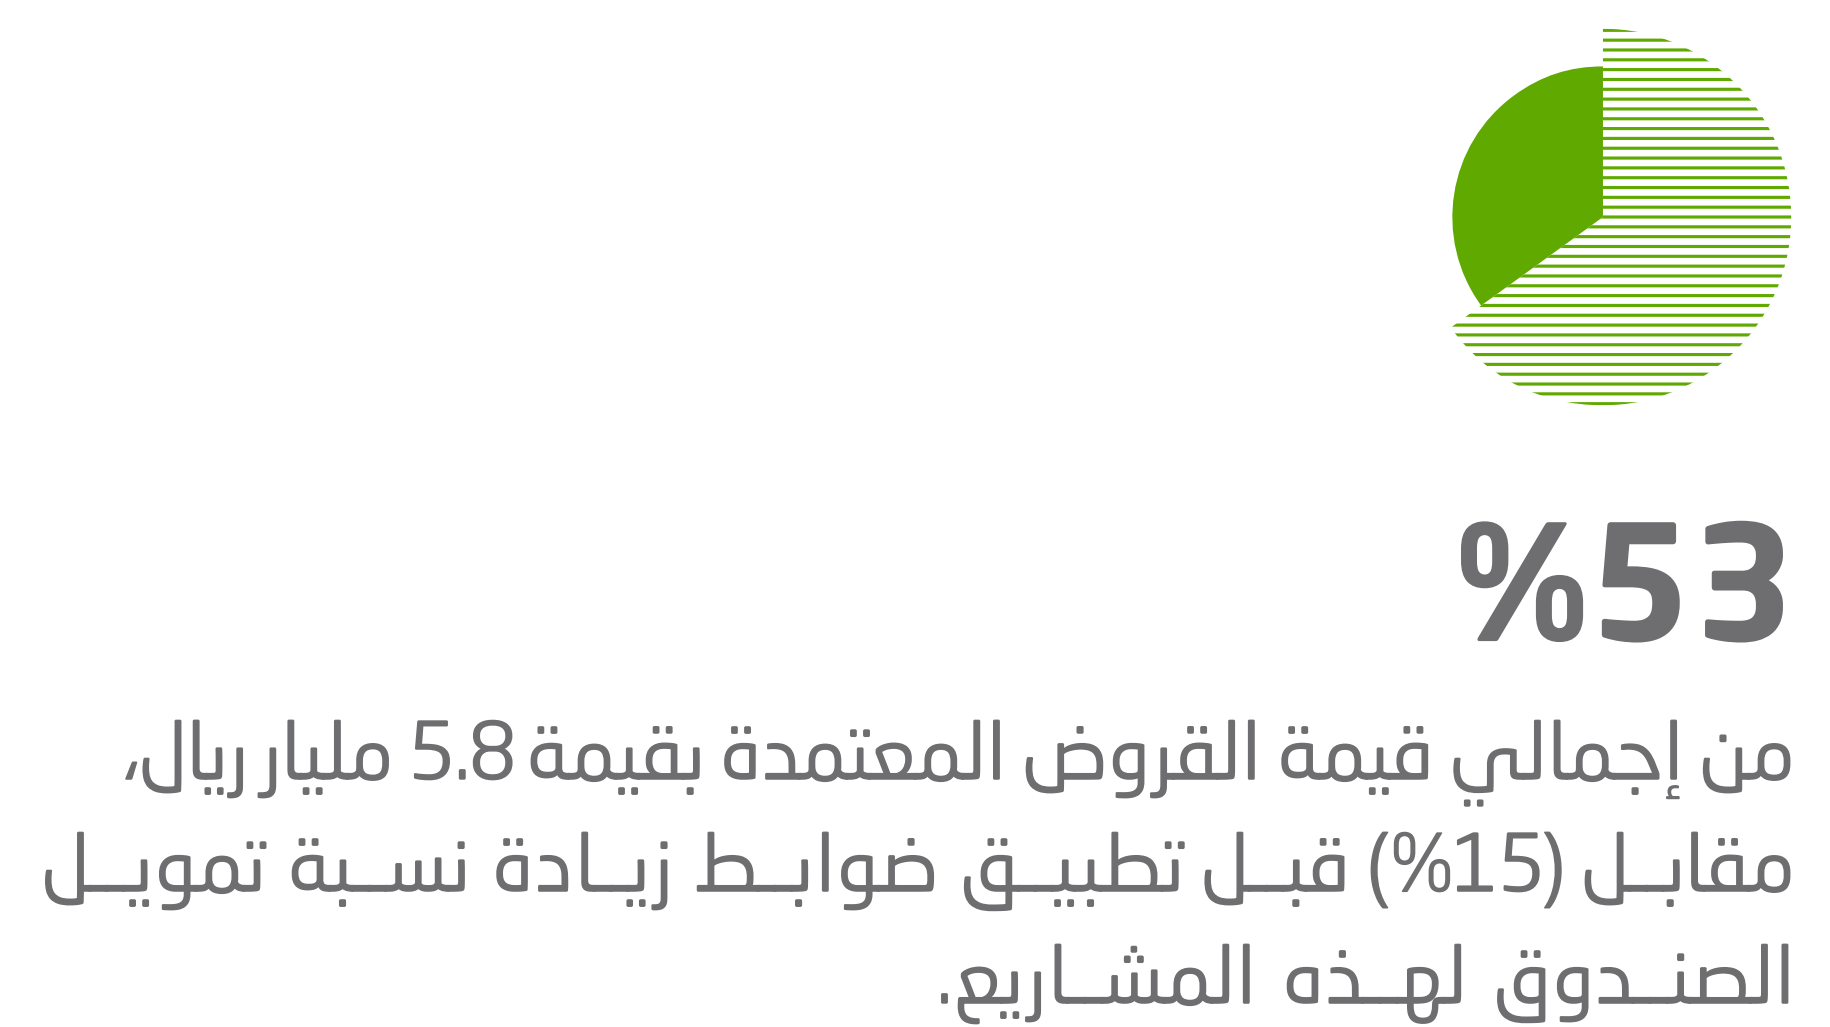 %53
من إجمالي قيمة القروض المعتمدة بقيمة 5.8 مليار ريال،
مقابل (15%) قبل تطبيق ضوابط زيادة نسبة تمويل
الصندوق لهذه المشاريع.